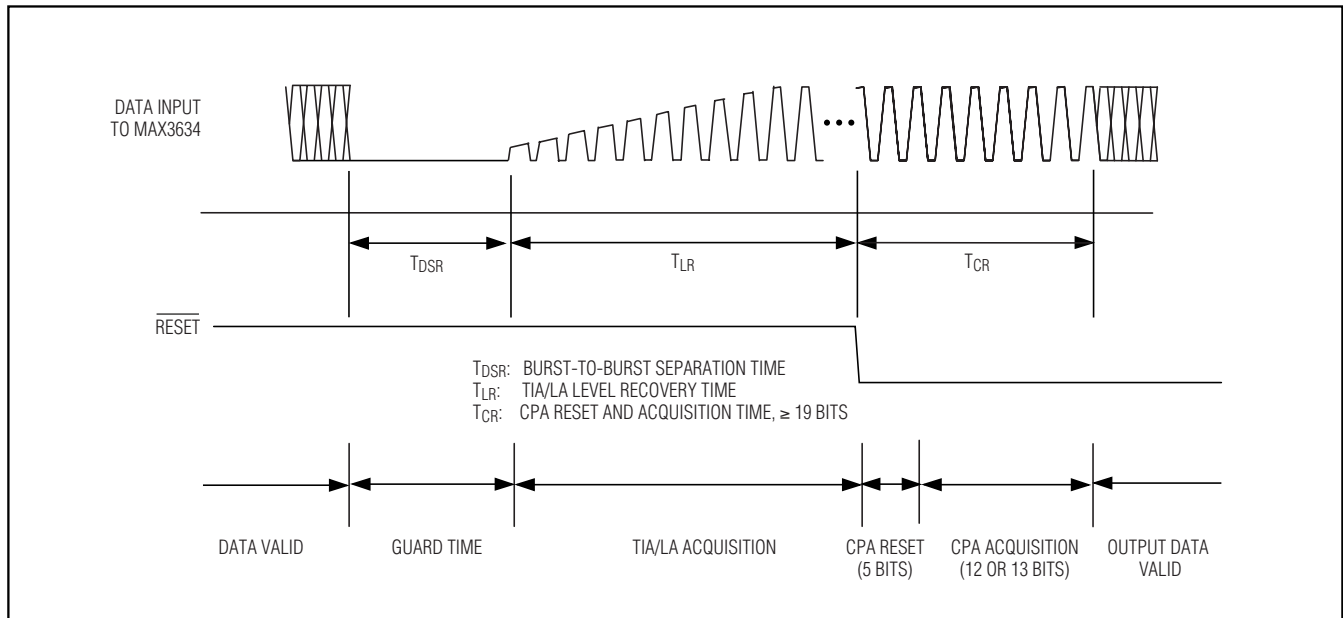 DATA INPUT
TO MAX3634
•••
TDSR
TLR
TCR
RESET
TDSR: BURST-TO-BURST SEPARATION TIME
TLR: TIA/LA LEVEL RECOVERY TIME
TCR: CPA RESET AND ACQUISITION TIME, ≥ 19 BITS
DATA VALID
GUARD TIME
TIA/LA ACQUISITION
CPA RESET
(5 BITS)
CPA ACQUISITION
(12 OR 13 BITS)
OUTPUT DATA
VALID